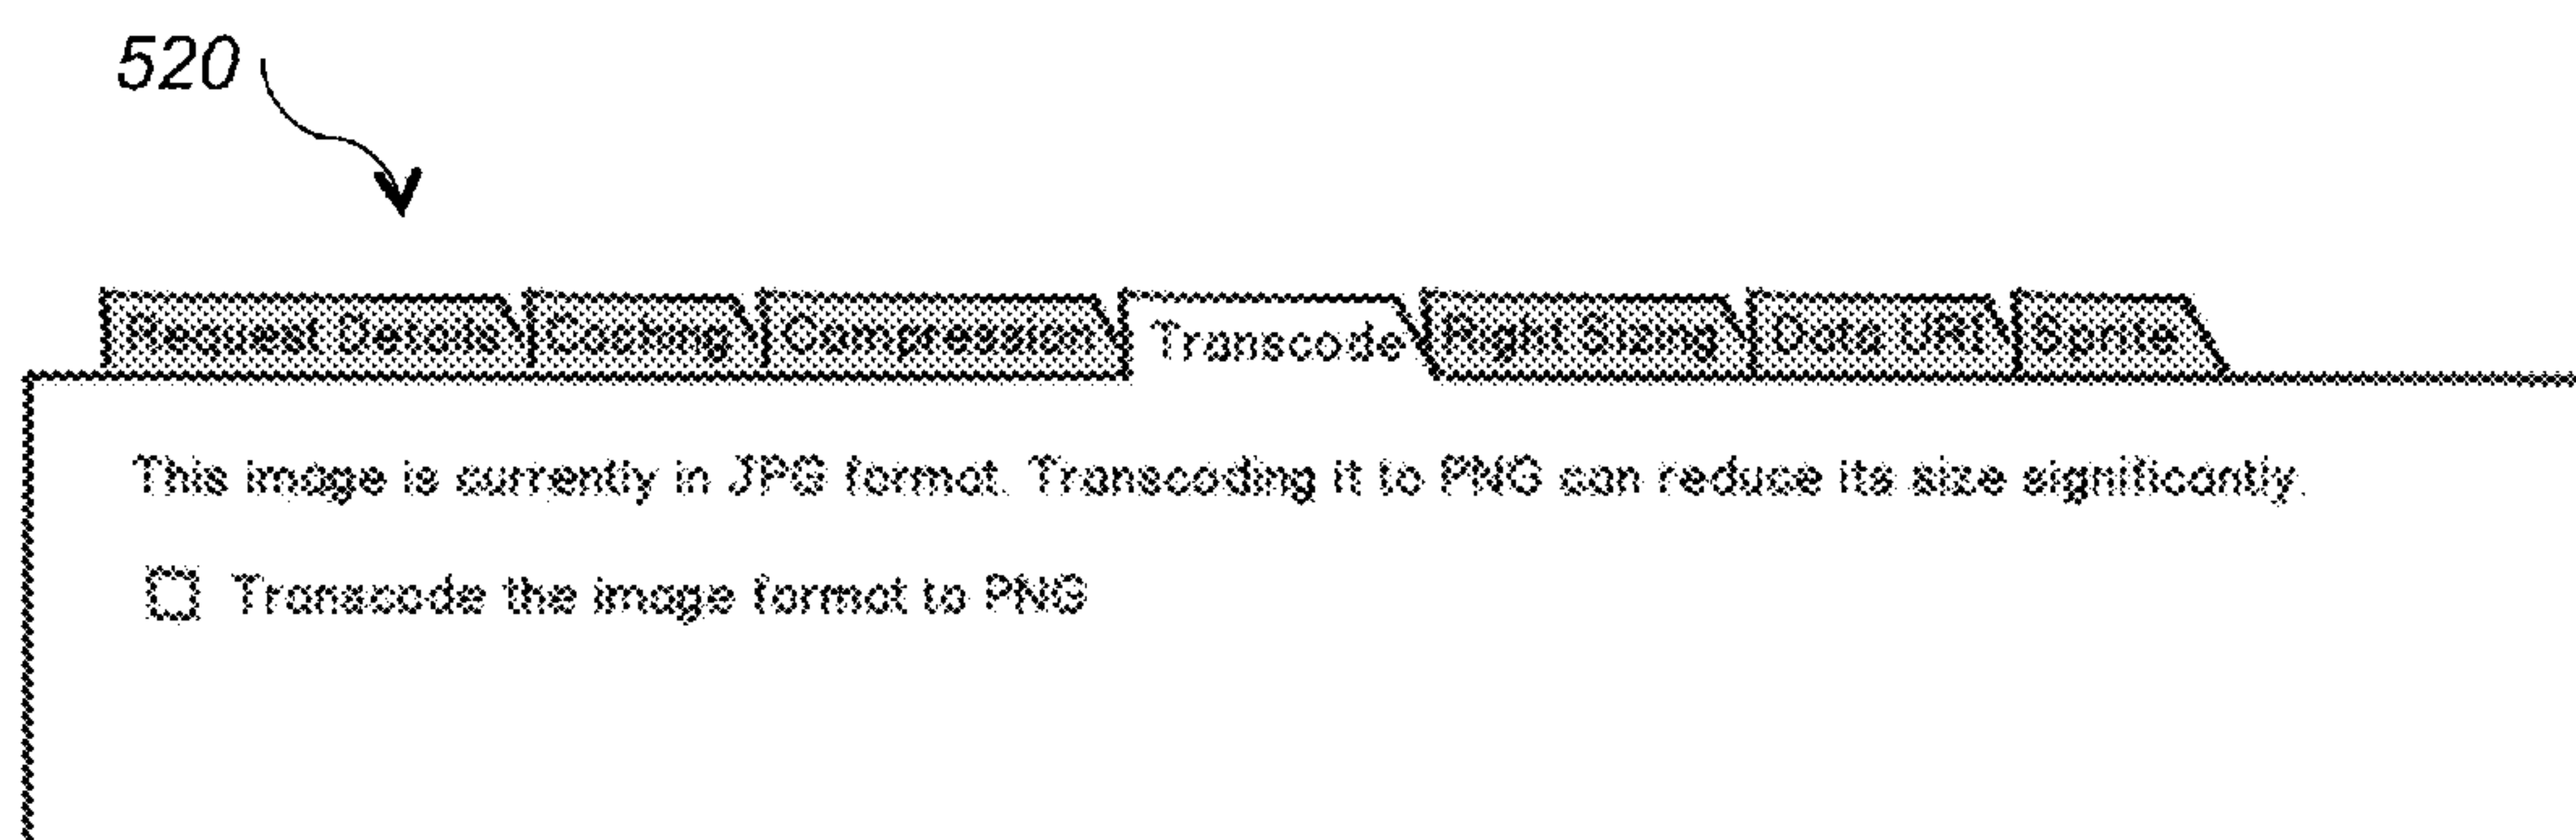 520
Request Details Caching Compression Transcode Right Sizing Data URI Sprite
This image is currently in JPG format. Transcoding it to PNG can reduce its size significantly.
Transcode the image format to PNG